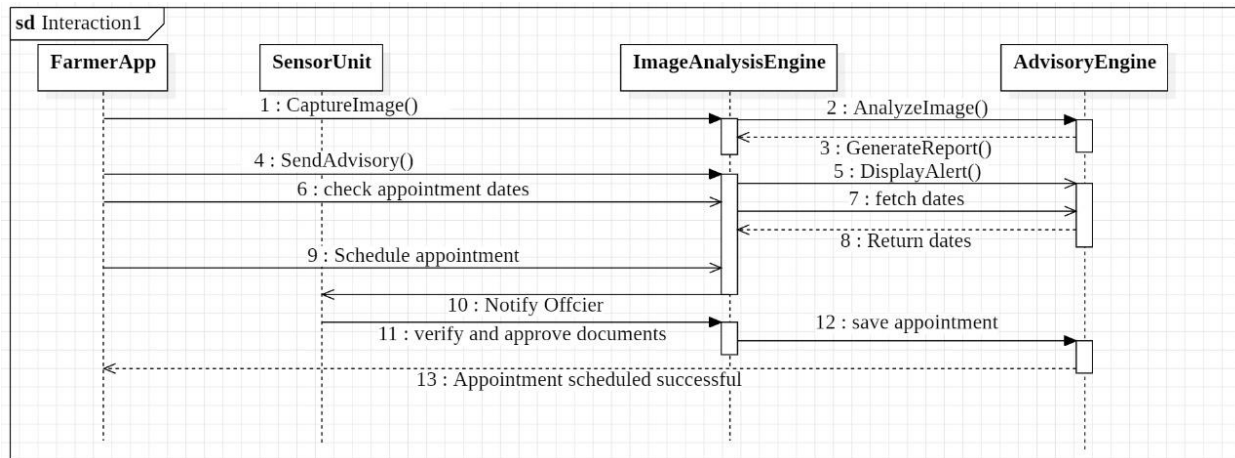 sd Interaction1
FarmerApp
SensorUnit
ImageAnalysisEngine
AdvisoryEngine
1 : CaptureImage()
2 : AnalyzeImage()
3 : GenerateReport()
4 : SendAdvisory()
5 : DisplayAlert()
6 : check appointment dates
7 : fetch dates
8 : Return dates
9 : Schedule appointment
10 : Notify Offcier
11 : verify and approve documents
12 : save appointment
13 : Appointment scheduled successful